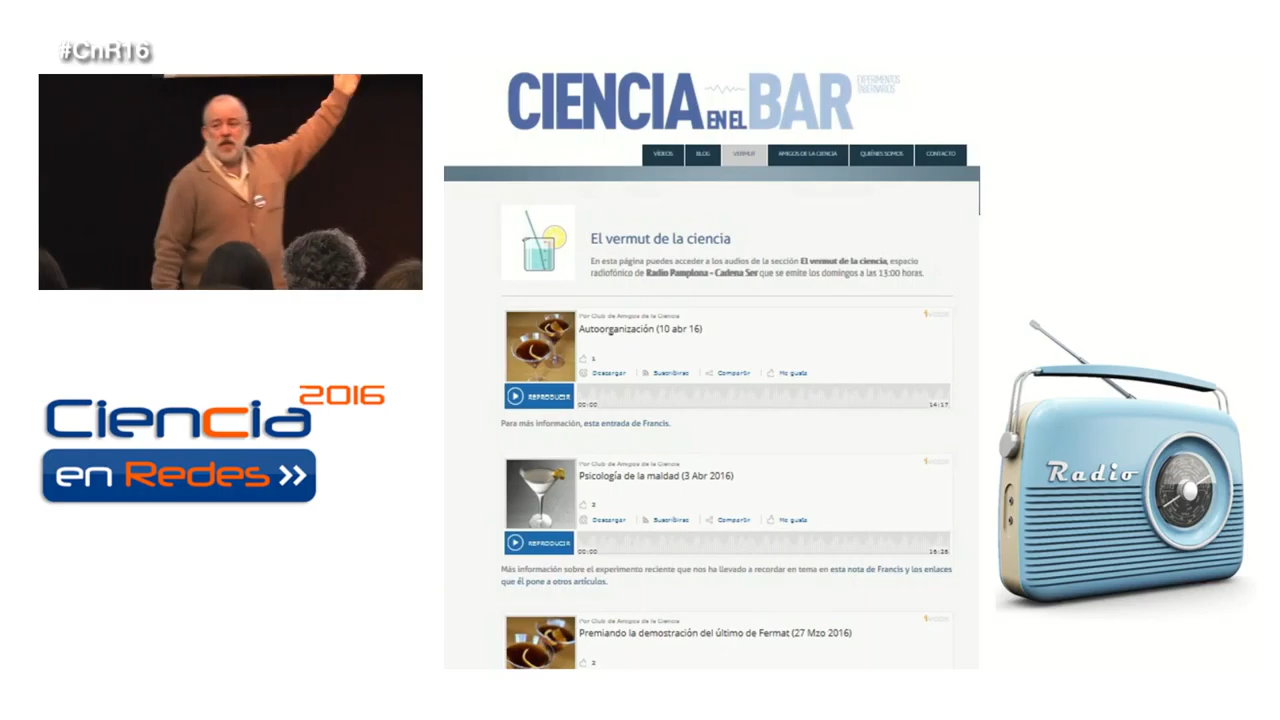 #CnR16
Ciencia 2016
en Redes >>
CIENCIA EN EL BAR
EXPERIMENTOS
TABERNARIOS
VÍDEOS BLOG VERMUT AMIGOS DE LA CIENCIA QUIÉNES SOMOS CONTACTO
El vermut de la ciencia
En esta página puedes acceder a los audios de la sección El vermut de la ciencia, espacio
radiofónico de Radio Pamplona - Cadena Ser que se emite los domingos a las 13:00 horas.
Por Club de Amigos de la Ciencia
Autoorganización (10 abr 16)
1
Descargar | Suscribirse | Compartir | Me gusta
REPRODUCIR
00:00 14:17
Para más información, esta entrada de Francis.
Por Club de Amigos de la Ciencia
Psicología de la maldad (3 Abr 2016)
2
Descargar | Suscribirse | Compartir | Me gusta
REPRODUCIR
00:00
Más información sobre el experimento reciente que nos ha llevado a recordar en tema en esta nota de Francis y los enlaces
que él pone a otros artículos.
Por Club de Amigos de la Ciencia
Premiando la demostración del último de Fermat (27 Mzo 2016)
2
Radio